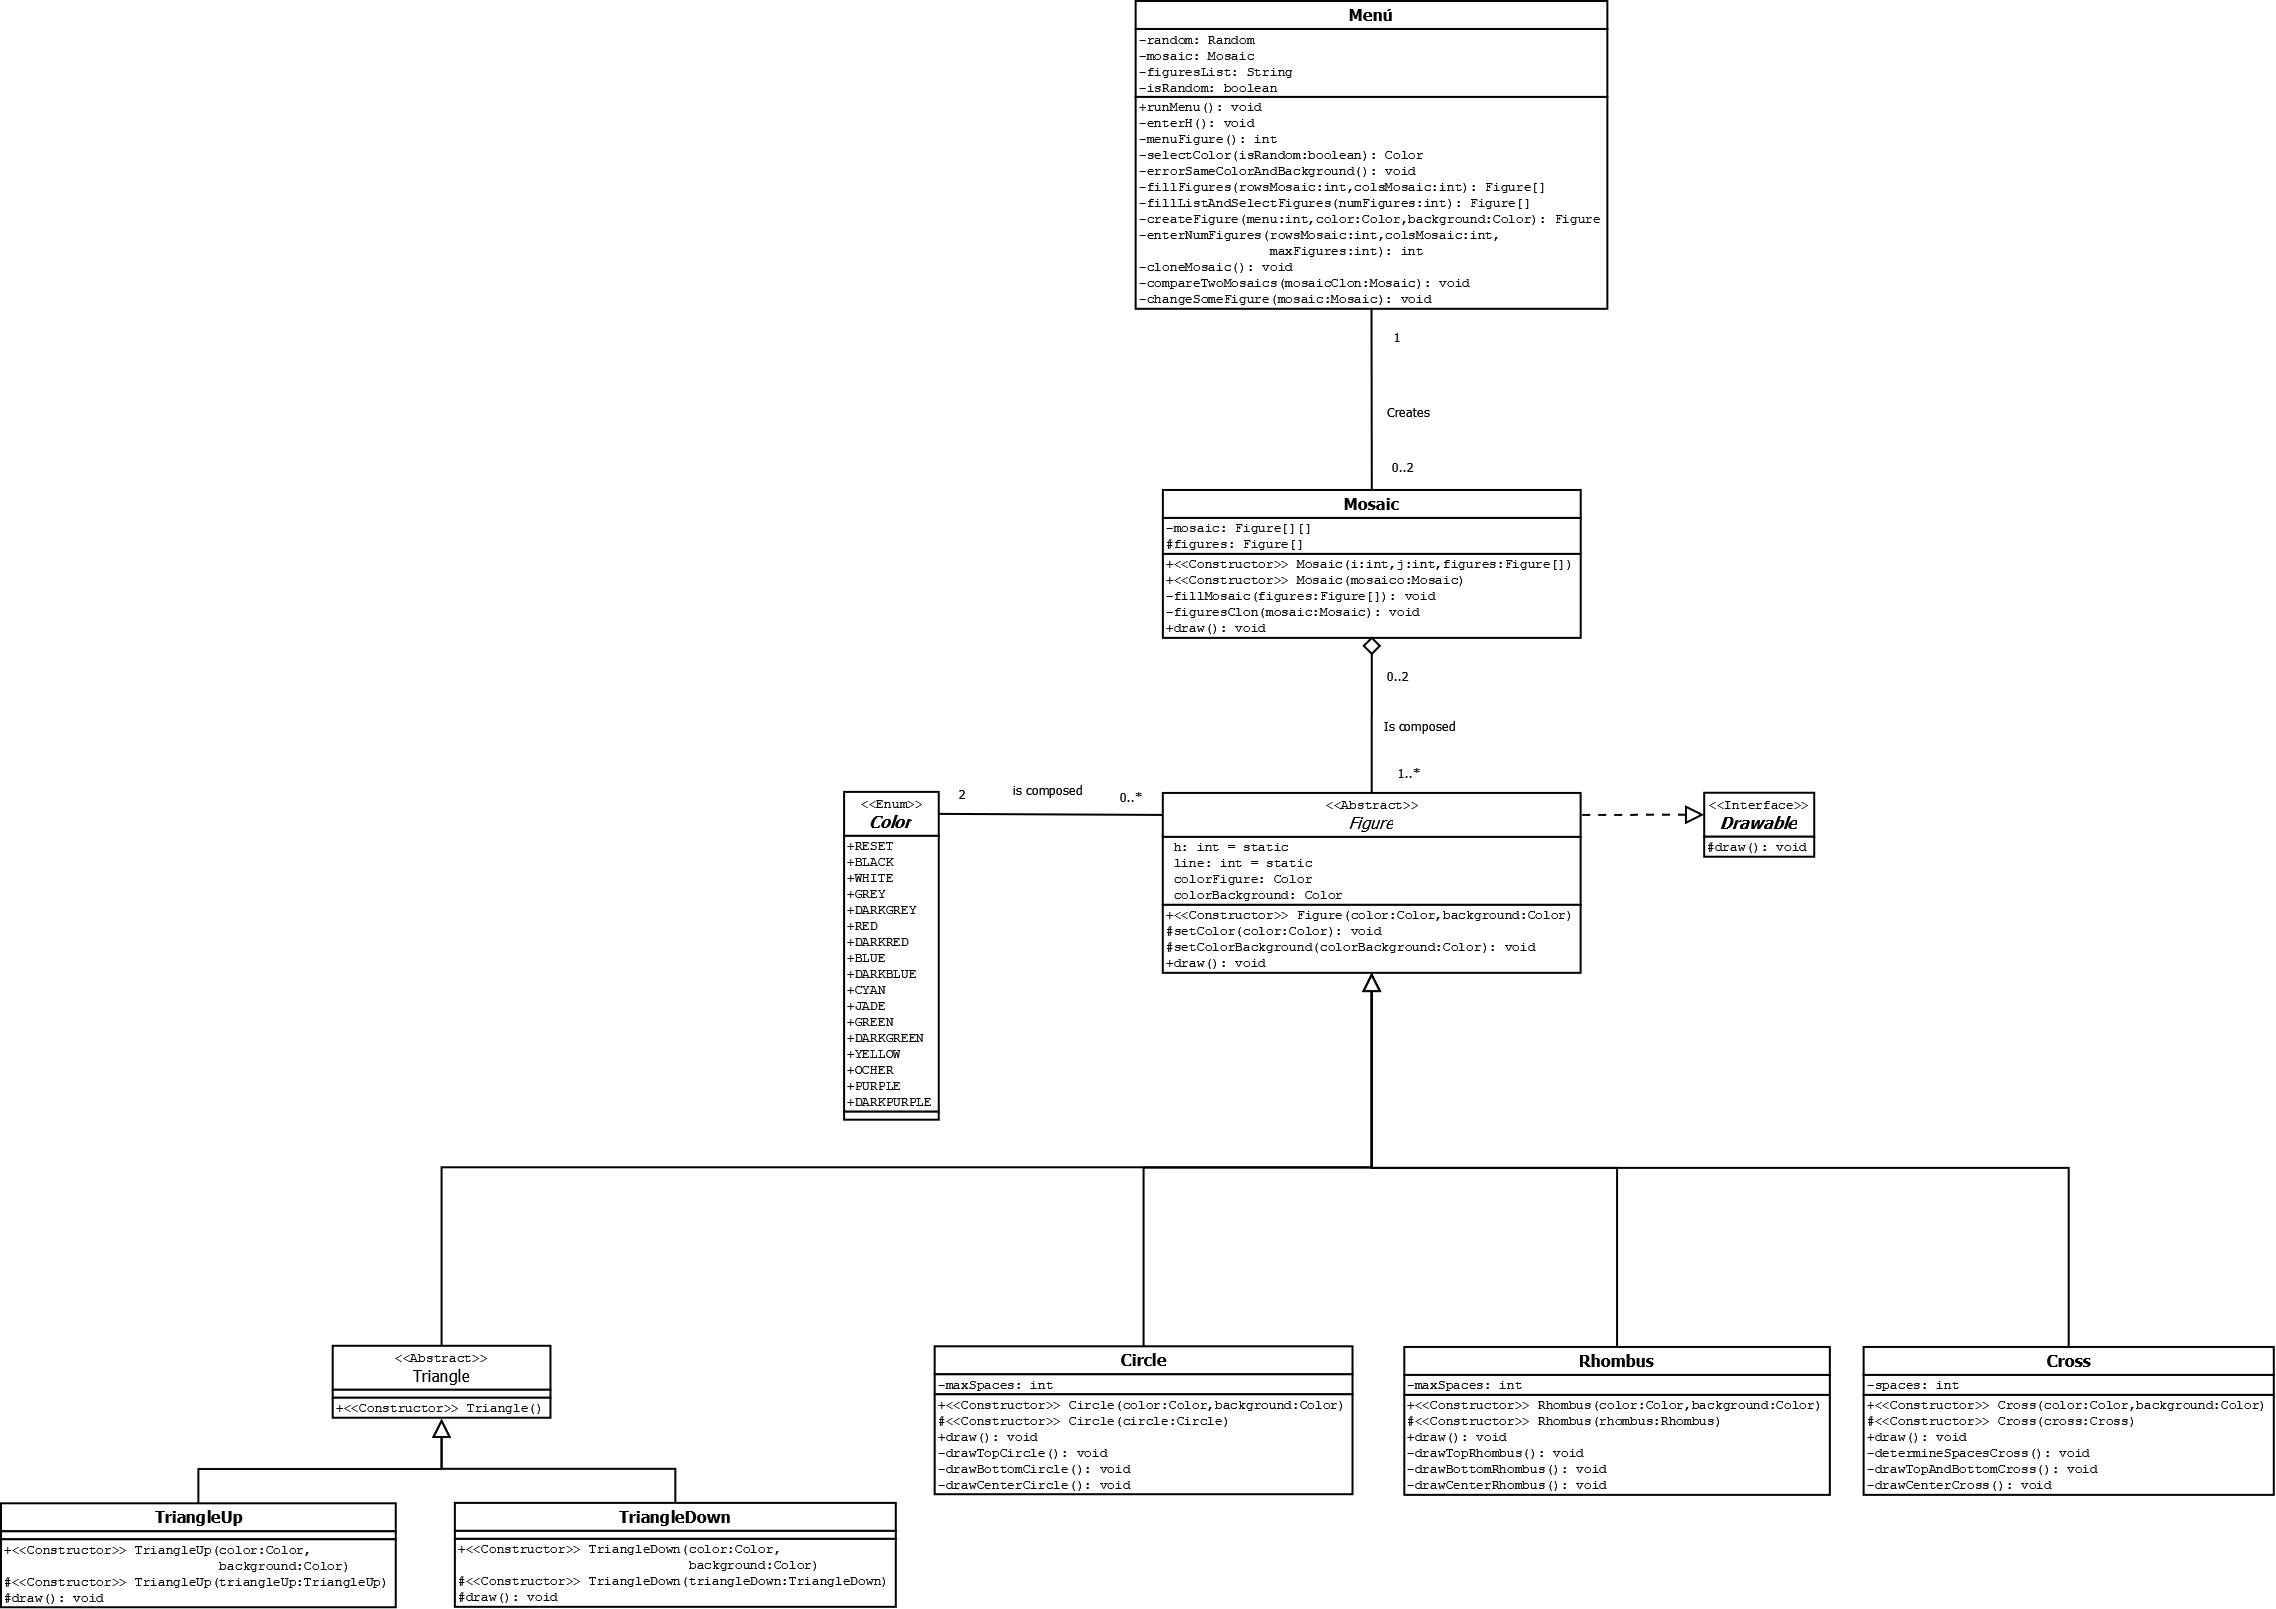 Menú
-random: Random
-mosaic: Mosaic
-figuresList: String
-isRandom: boolean
+runMenu(): void
-enterH(): void
-menuFigure(): int
-selectColor(isRandom:boolean): Color
-errorSameColorAndBackground(): void
-fillFigures(rowsMosaic:int,colsMosaic:int): Figure[]
-fillListAndSelectFigures(numFigures:int): Figure[]
-createFigure(menu:int,color:Color,background:Color): Figure
-enterNumFigures(rowsMosaic:int,colsMosaic:int,
maxFigures:int): int
-cloneMosaic(): void
-compareTwoMosaics(mosaicClon:Mosaic): void
-changeSomeFigure(mosaic:Mosaic): void
1
Creates
0..2
Mosaic
-mosaic: Figure[][]
#figures: Figure[]
+<<Constructor>> Mosaic(i:int,j:int,figures:Figure[])
+<<Constructor>> Mosaic(mosaico:Mosaic)
-fillMosaic(figures:Figure[]): void
-figuresClon(mosaic:Mosaic): void
+draw(): void
0..2
Is composed
1..*
<<Enum>>
Color
+RESET
+BLACK
+WHITE
+GREY
+DARKGREY
+RED
+DARKRED
+BLUE
+DARKBLUE
+CYAN
+JADE
+GREEN
+DARKGREEN
+YELLOW
+OCHER
+PURPLE
+DARKPURPLE
2 is composed 0..*
<<Abstract>>
Figure
h: int = static
line: int = static
colorFigure: Color
colorBackground: Color
+<<Constructor>> Figure(color:Color,background:Color)
#setColor(color:Color): void
#setColorBackground(colorBackground:Color): void
+draw(): void
<<Interface>>
Drawable
#draw(): void
<<Abstract>>
Triangle
+<<Constructor>> Triangle()
Circle
-maxSpaces: int
+<<Constructor>> Circle(color:Color,background:Color)
#<<Constructor>> Circle(circle:Circle)
+draw(): void
-drawTopCircle(): void
-drawBottomCircle(): void
-drawCenterCircle(): void
Rhombus
-maxSpaces: int
+<<Constructor>> Rhombus(color:Color,background:Color)
#<<Constructor>> Rhombus(rhombus:Rhombus)
+draw(): void
-drawTopRhombus(): void
-drawBottomRhombus(): void
-drawCenterRhombus(): void
Cross
-spaces: int
+<<Constructor>> Cross(color:Color,background:Color)
#<<Constructor>> Cross(cross:Cross)
+draw(): void
-determineSpacesCross(): void
-drawTopAndBottomCross(): void
-drawCenterCross(): void
TriangleUp
+<<Constructor>> TriangleUp(color:Color,
background:Color)
#<<Constructor>> TriangleUp(triangleUp:TriangleUp)
#draw(): void
TriangleDown
+<<Constructor>> TriangleDown(color:Color,
background:Color)
#<<Constructor>> TriangleDown(triangleDown:TriangleDown)
#draw(): void